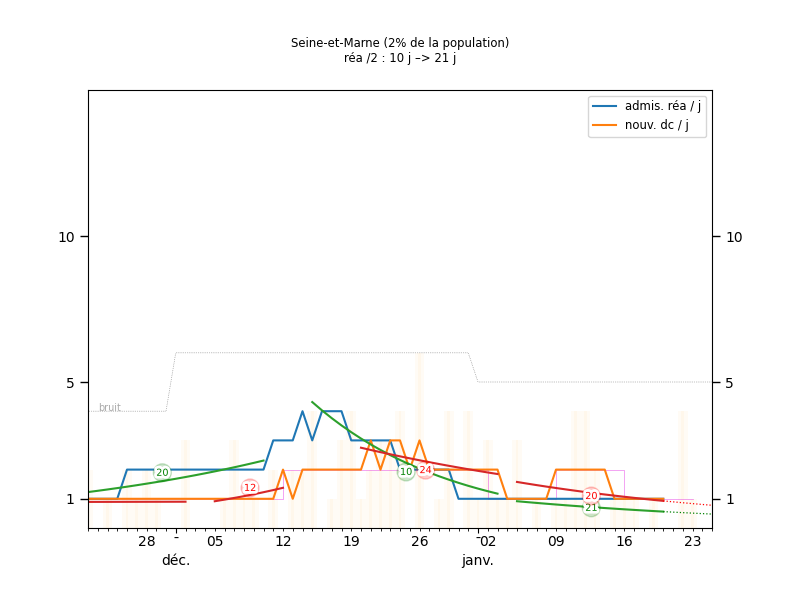 Seine-et-Marne (2% de la population)
réa /2 : 10 j –> 21 j
admis. réa / j
nouv. dc / j
10 10
5 5
bruit
20
12
10
24
20
21
1 1
28 05 12 19 26 02 09 16 23
déc. janv.